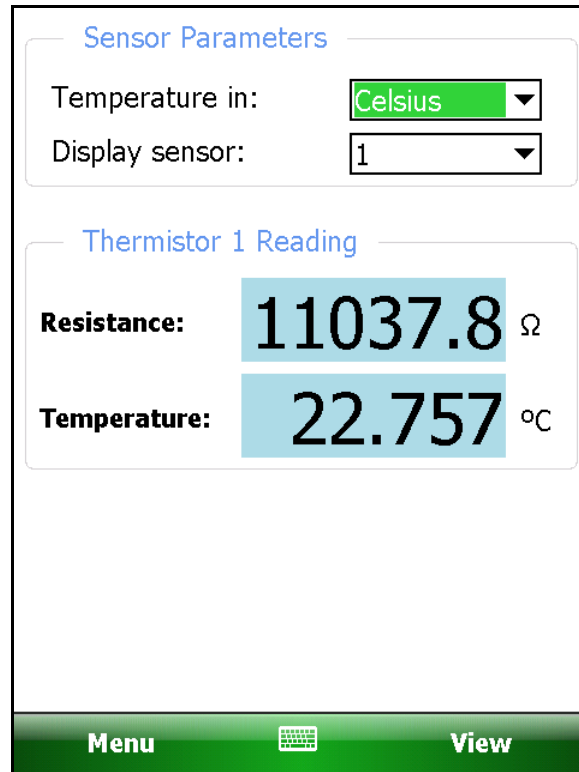 Sensor Parameters
Temperature in: Celsius
Display sensor: 1
Thermistor 1 Reading
Resistance: 11037.8 Ω
Temperature: 22.757 ºC
Menu View